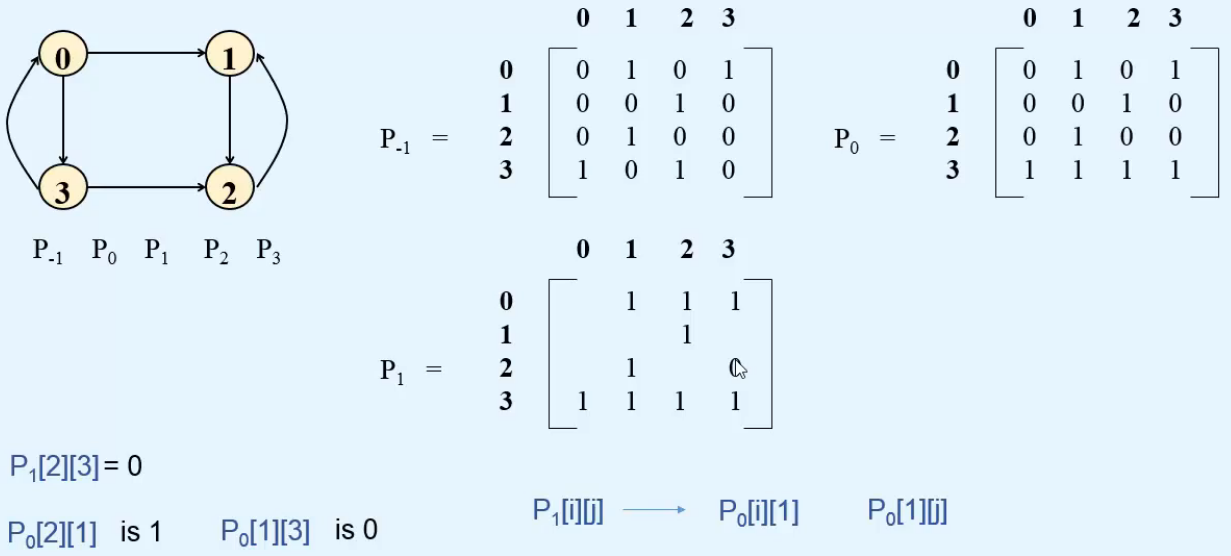 0 1
3 2
P₋₁ P₀ P₁ P₂ P₃
0 1 2 3
0 0 1 0 1
1 0 0 1 0
P₋₁ = 2 0 1 0 0
3 1 0 1 0
0 1 2 3
0 0 1 0 1
1 0 0 1 0
P₀ = 2 0 1 0 0
3 1 1 1 1
0 1 2 3
0 1 1 1
1 1
P₁ = 2 1 0
3 1 1 1 1
P₁[2][3] = 0
P₀[2][1] is 1 P₀[1][3] is 0
P₁[i][j] → P₀[i][1] P₀[1][j]